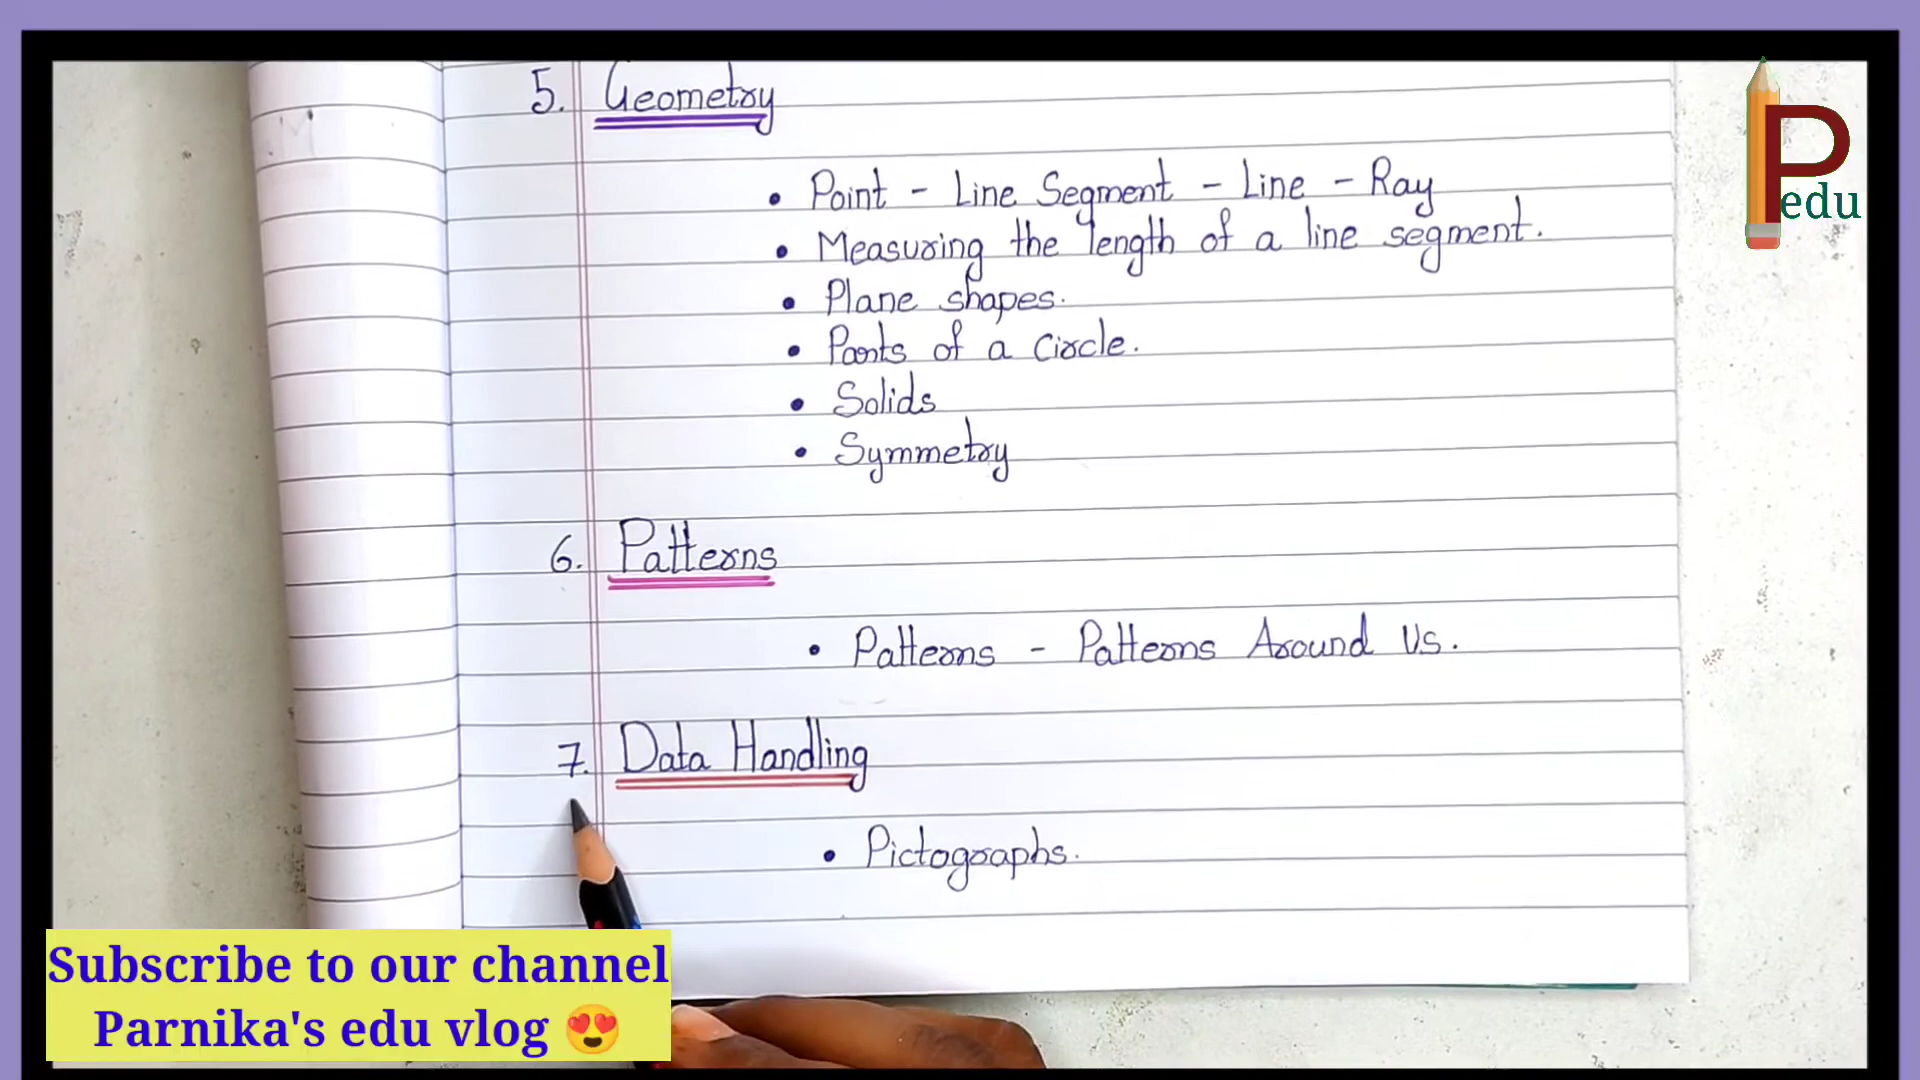 5. Geometry
P
edu
• Point - Line Segment - Line - Ray
• Measuring the length of a line segment.
• Plane shapes.
• Parts of a Circle.
• Solids
• Symmetry
6. Patterns
• Patterns - Patterns Around Us.
7. Data Handling
• Pictographs.
Subscribe to our channel
Parnika's edu vlog 😍